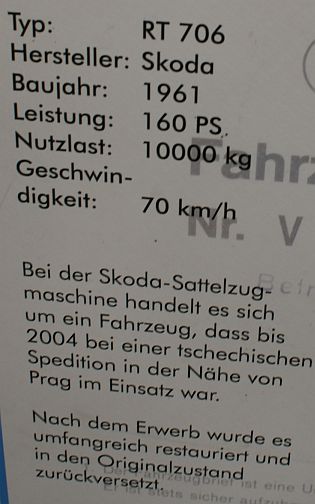 Typ: RT 706
Hersteller: Skoda
Baujahr: 1961
Leistung: 160 PS
Nutzlast: 10000 kg
Fahrz
Geschwin-
digkeit: 70 km/h
Nr. V
Bei der Skoda-Sattelzug-
maschine handelt es sich
um ein Fahrzeug, dass bis
2004 bei einer tschechischen
Spedition in der Nähe von
Prag im Einsatz war.
Nach dem Erwerb wurde es
umfangreich restauriert und
in den Originalzustand
zurückversetzt.